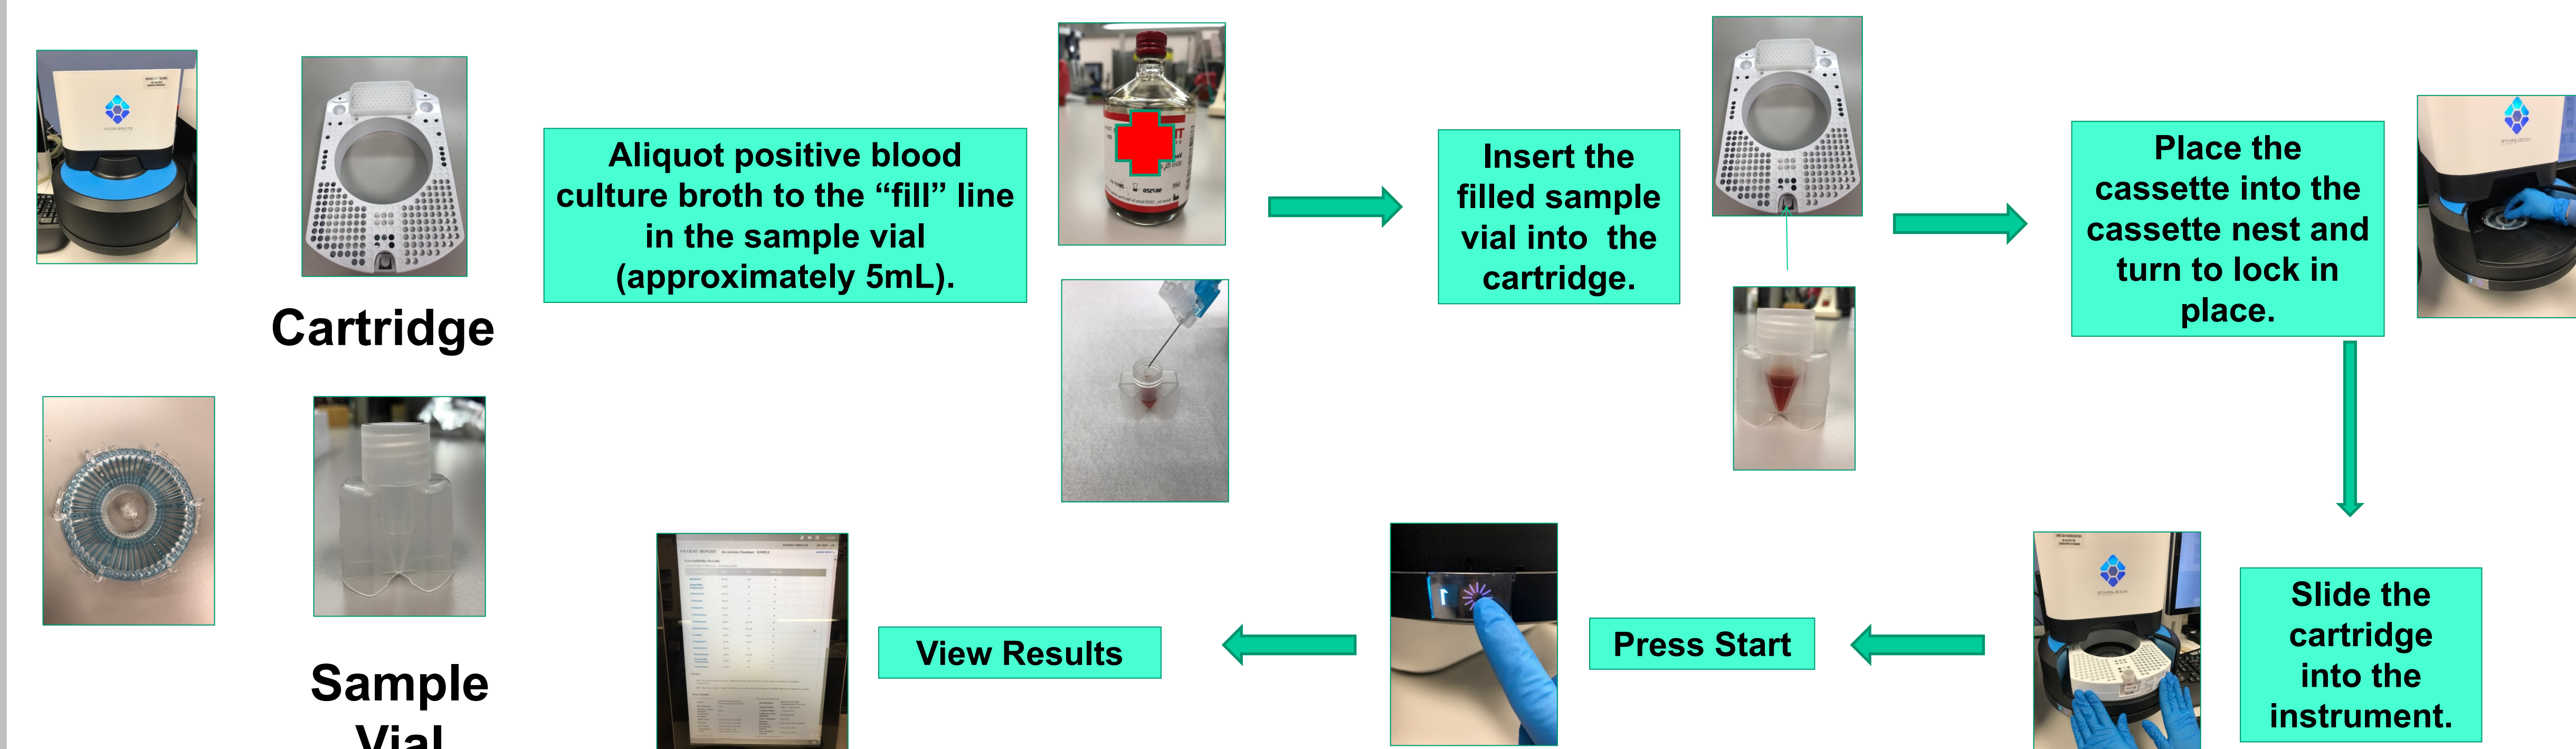 Cartridge
Sample
Vial
Aliquot positive blood
culture broth to the “fill” line
in the sample vial
(approximately 5mL).
Insert the
filled sample
vial into  the
cartridge.
Place the
cassette into the
cassette nest and
turn to lock in
place.
Slide the
cartridge
into the
instrument.
Press Start
View Results
PATIENT REPORT